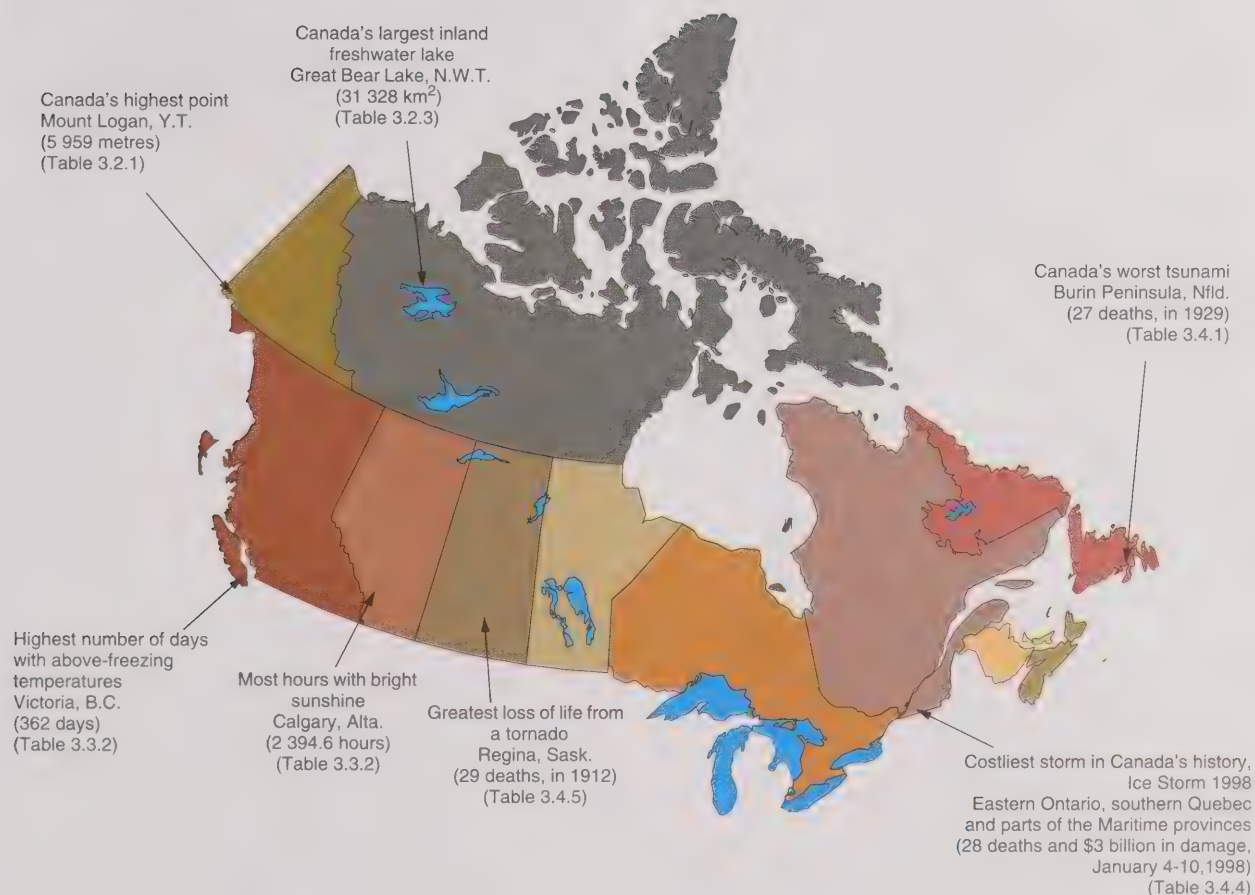 Canada's largest inland
freshwater lake
Great Bear Lake, N.W.T.
(31 328 km²)
(Table 3.2.3)
Canada's highest point
Mount Logan, Y.T.
(5 959 metres)
(Table 3.2.1)
Canada's worst tsunami
Burin Peninsula, Nfld.
(27 deaths, in 1929)
(Table 3.4.1)
Highest number of days
with above-freezing
temperatures
Victoria, B.C.
(362 days)
(Table 3.3.2)
Most hours with bright
sunshine
Calgary, Alta.
(2 394.6 hours)
(Table 3.3.2)
Greatest loss of life from
a tornado
Regina, Sask.
(29 deaths, in 1912)
(Table 3.4.5)
Costliest storm in Canada's history,
Ice Storm 1998
Eastern Ontario, southern Quebec
and parts of the Maritime provinces
(28 deaths and $3 billion in damage,
January 4-10,1998)
(Table 3.4.4)